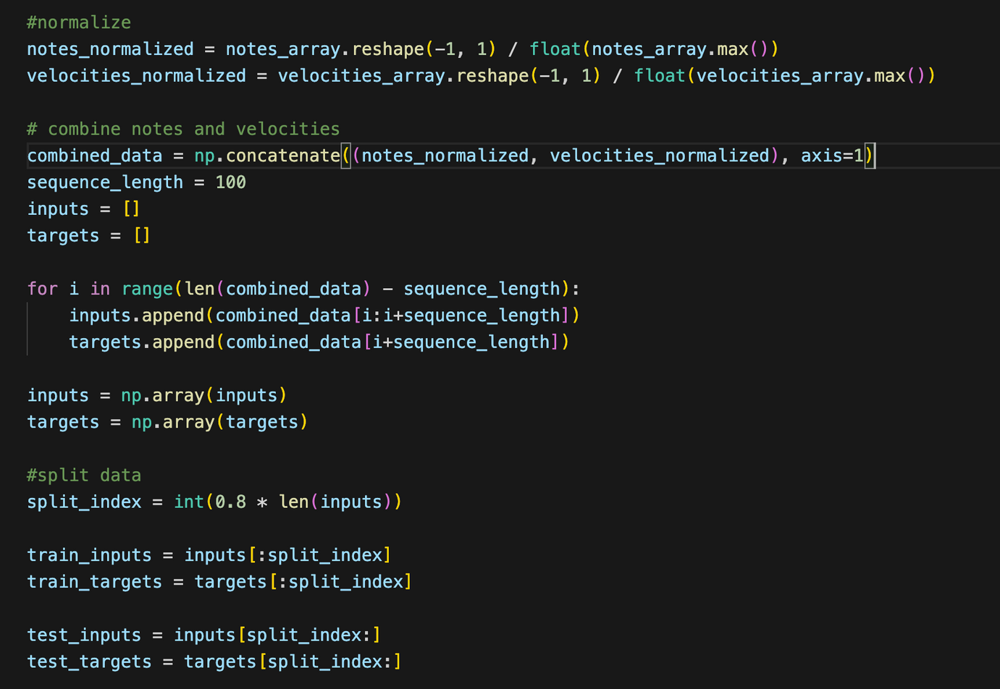 #normalize
notes_normalized = notes_array.reshape(-1, 1) / float(notes_array.max())
velocities_normalized = velocities_array.reshape(-1, 1) / float(velocities_array.max())

# combine notes and velocities
combined_data = np.concatenate((notes_normalized, velocities_normalized), axis=1)
sequence_length = 100
inputs = []
targets = []

for i in range(len(combined_data) - sequence_length):
    inputs.append(combined_data[i:i+sequence_length])
    targets.append(combined_data[i+sequence_length])

inputs = np.array(inputs)
targets = np.array(targets)

#split data
split_index = int(0.8 * len(inputs))

train_inputs = inputs[:split_index]
train_targets = targets[:split_index]

test_inputs = inputs[split_index:]
test_targets = targets[split_index:]